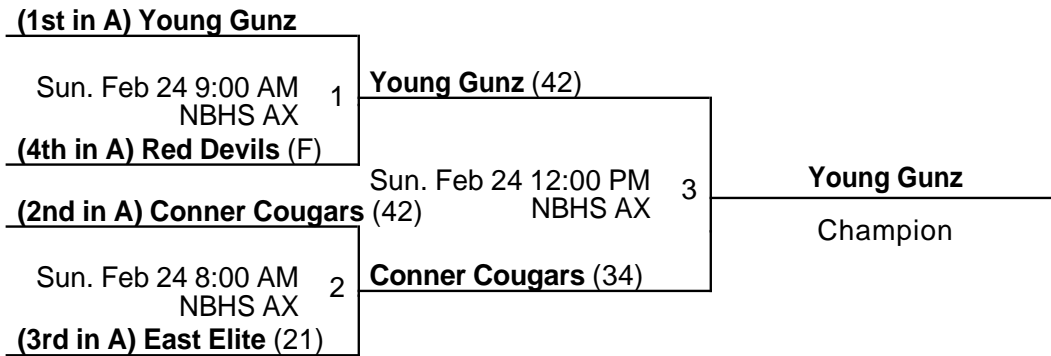 (1st in A) Young Gunz
Sun. Feb 24 9:00 AM
NBHS AX
1
(4th in A) Red Devils (F)
Young Gunz (42)
(2nd in A) Conner Cougars (42)
Sun. Feb 24 8:00 AM
NBHS AX
2
(3rd in A) East Elite (21)
Conner Cougars (34)
Sun. Feb 24 12:00 PM
NBHS AX
3
Young Gunz
Champion